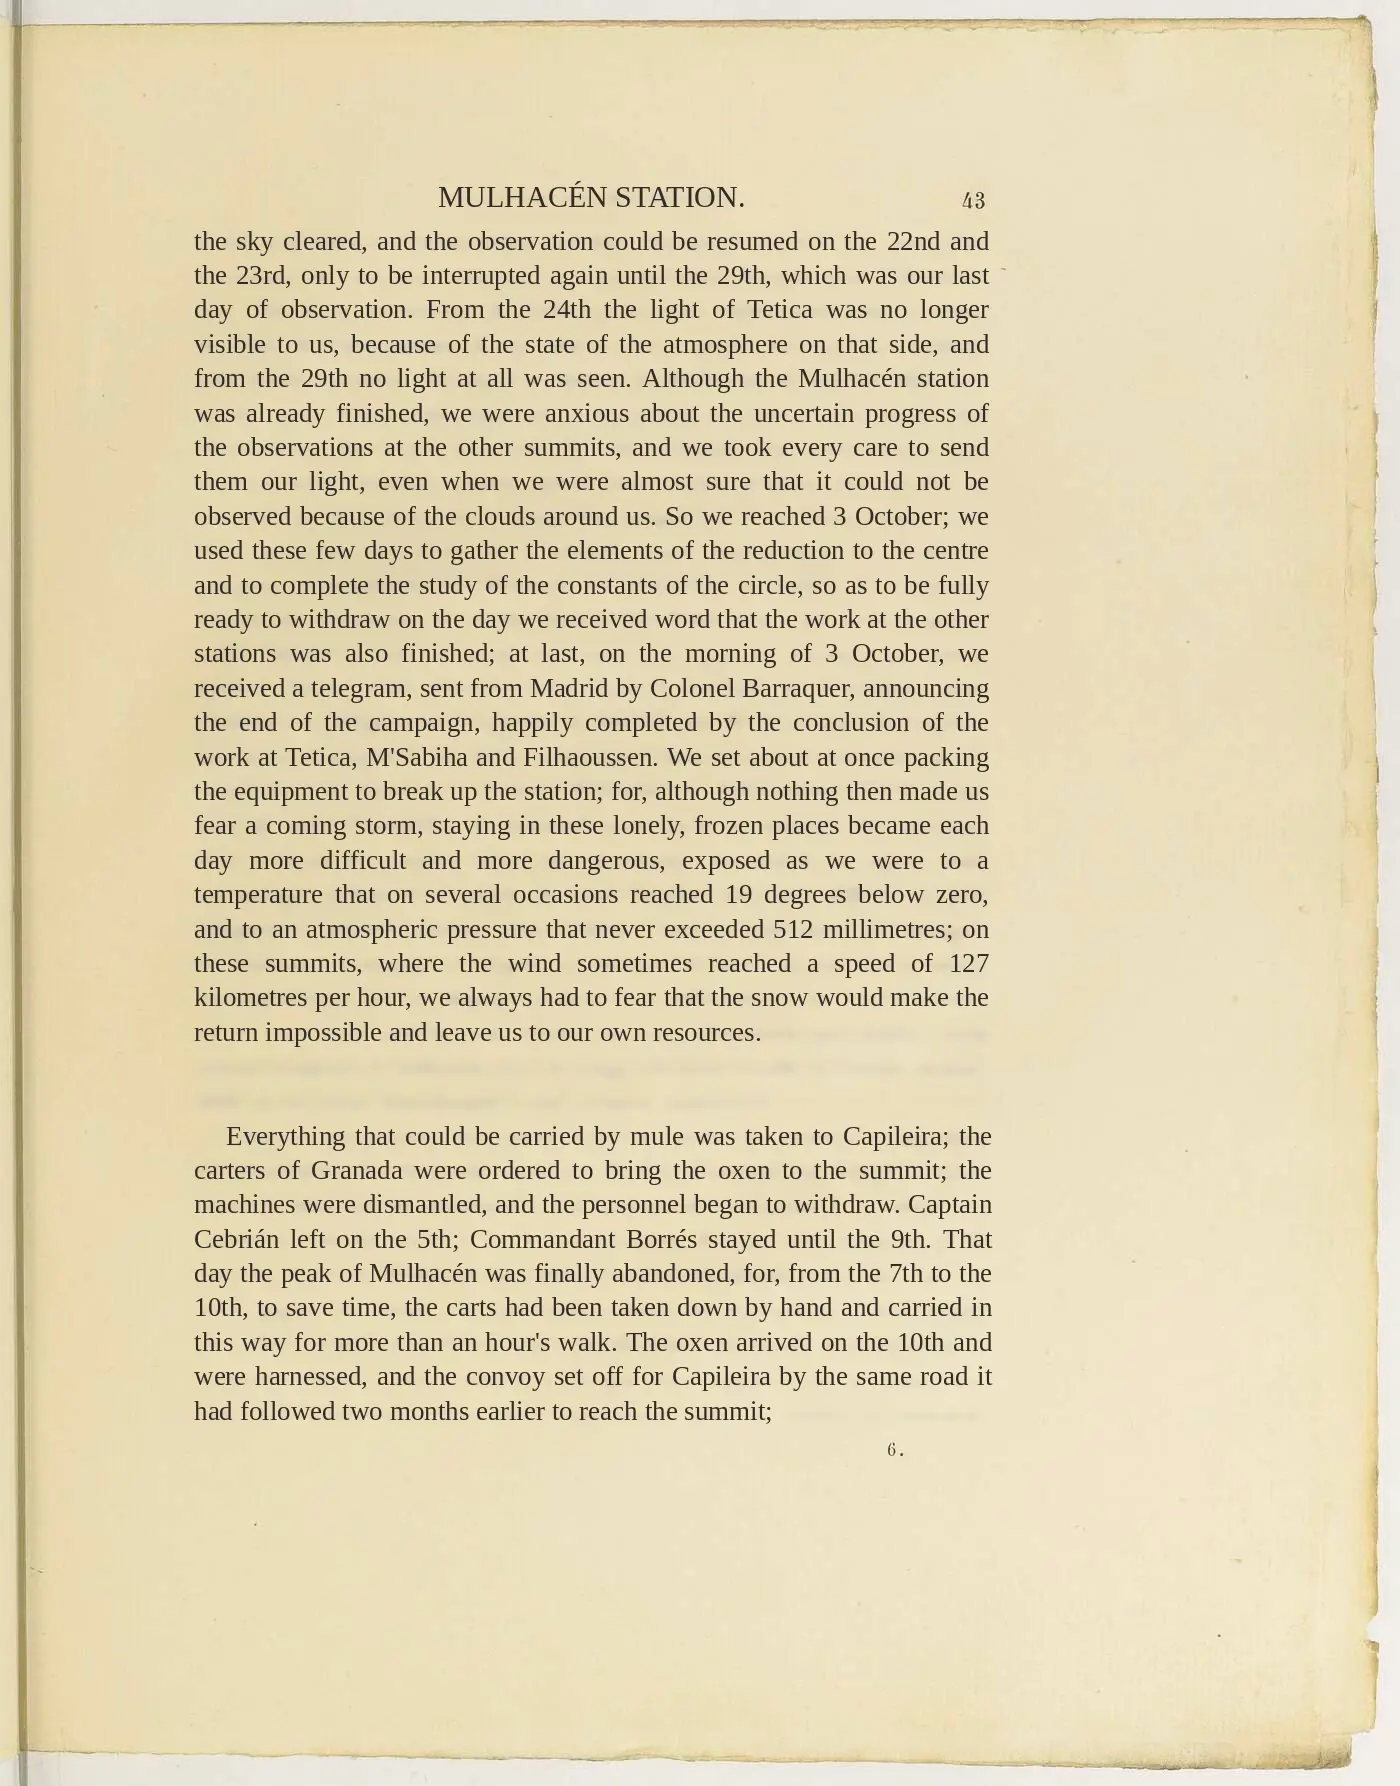 MULHACÉN STATION. 43
the sky cleared, and the observation could be resumed on the 22nd and
the 23rd, only to be interrupted again until the 29th, which was our last
day of observation. From the 24th the light of Tetica was no longer
visible to us, because of the state of the atmosphere on that side, and
from the 29th no light at all was seen. Although the Mulhacén station
was already finished, we were anxious about the uncertain progress of
the observations at the other summits, and we took every care to send
them our light, even when we were almost sure that it could not be
observed because of the clouds around us. So we reached 3 October; we
used these few days to gather the elements of the reduction to the centre
and to complete the study of the constants of the circle, so as to be fully
ready to withdraw on the day we received word that the work at the other
stations was also finished; at last, on the morning of 3 October, we
received a telegram, sent from Madrid by Colonel Barraquer, announcing
the end of the campaign, happily completed by the conclusion of the
work at Tetica, M'Sabiha and Filhaoussen. We set about at once packing
the equipment to break up the station; for, although nothing then made us
fear a coming storm, staying in these lonely, frozen places became each
day more difficult and more dangerous, exposed as we were to a
temperature that on several occasions reached 19 degrees below zero,
and to an atmospheric pressure that never exceeded 512 millimetres; on
these summits, where the wind sometimes reached a speed of 127
kilometres per hour, we always had to fear that the snow would make the
return impossible and leave us to our own resources.
Everything that could be carried by mule was taken to Capileira; the
carters of Granada were ordered to bring the oxen to the summit; the
machines were dismantled, and the personnel began to withdraw. Captain
Cebrián left on the 5th; Commandant Borrés stayed until the 9th. That
day the peak of Mulhacén was finally abandoned, for, from the 7th to the
10th, to save time, the carts had been taken down by hand and carried in
this way for more than an hour's walk. The oxen arrived on the 10th and
were harnessed, and the convoy set off for Capileira by the same road it
had followed two months earlier to reach the summit;
6.